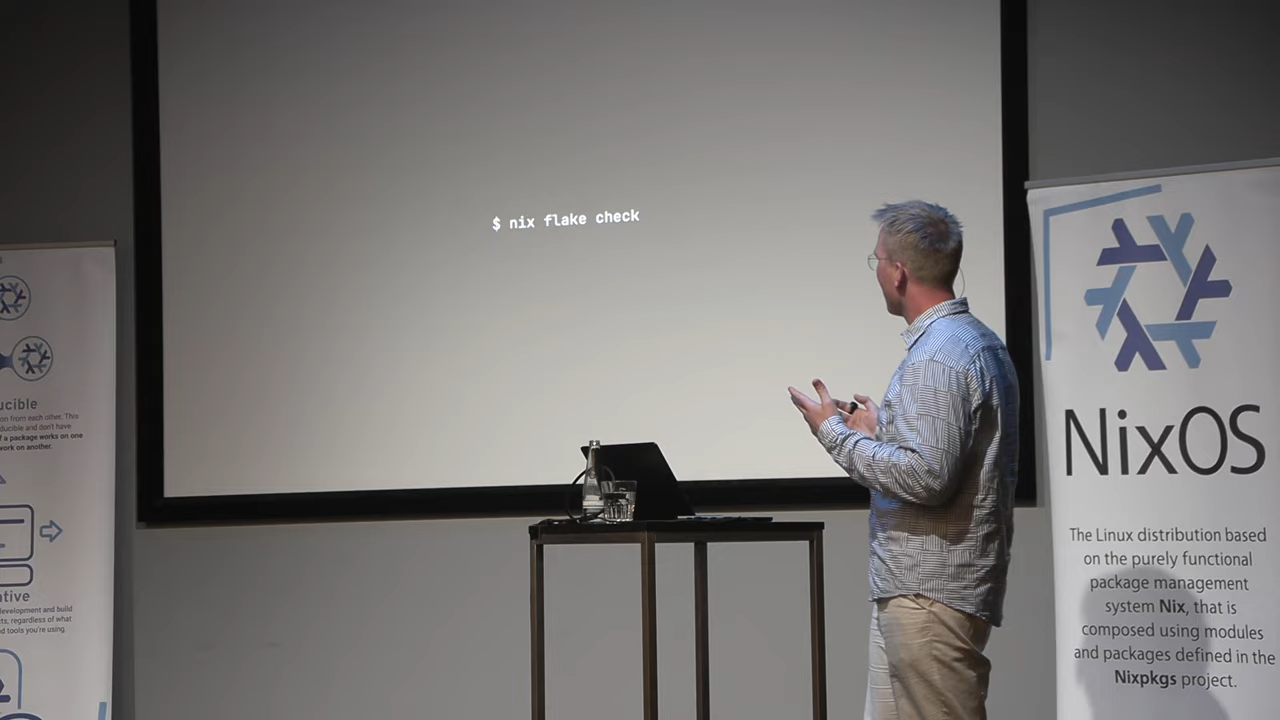 $ nix flake check
ucible
on from each other. This
ducible and don't have
f a package works on one
work on another.
ative
development and build
cts, regardless of what
d tools you're using.
NixOS
The Linux distribution based
on the purely functional
package management
system Nix, that is
composed using modules
and packages defined in the
Nixpkgs project.